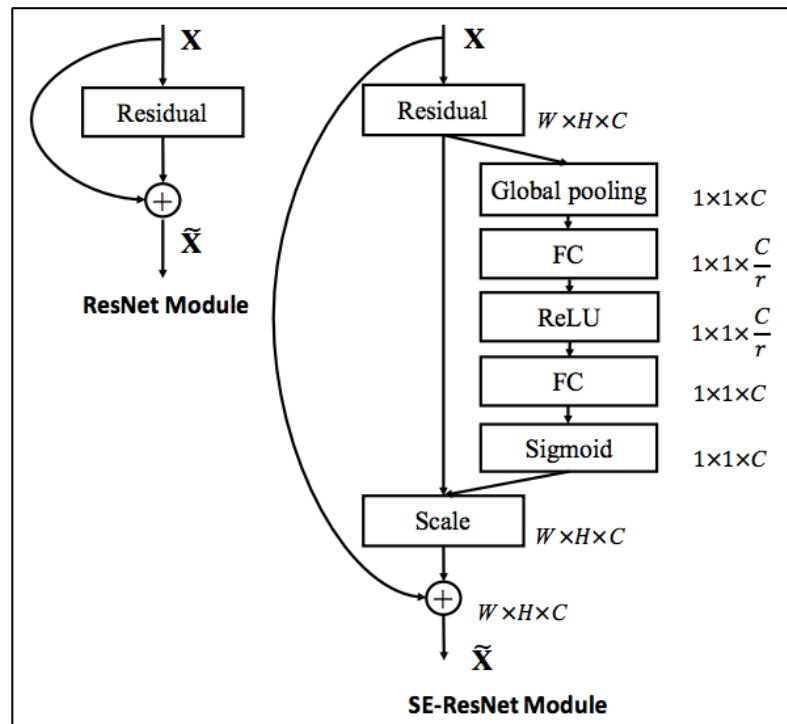 X
Residual
+
X̃
ResNet Module
X
Residual
W×H×C
Global pooling
1×1×C
FC
1×1×C/r
ReLU
1×1×C/r
FC
1×1×C
Sigmoid
1×1×C
Scale
W×H×C
+
W×H×C
X̃
SE-ResNet Module